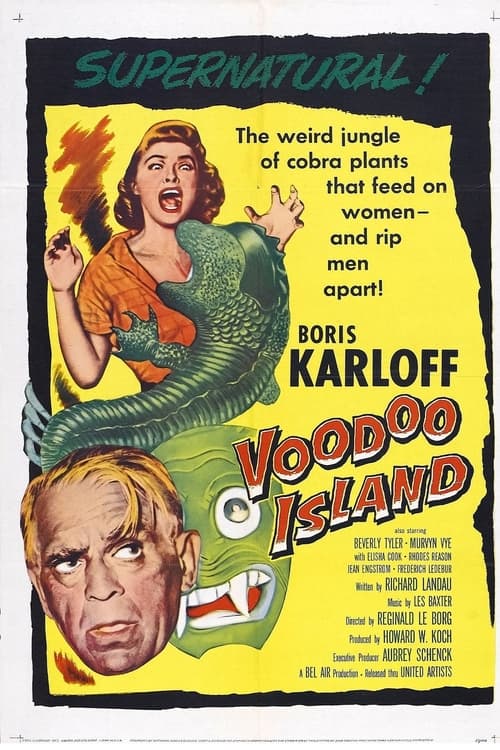 SUPERNATURAL!
The weird jungle
of cobra plants
that feed on
women—
and rip
men
apart!
BORIS
KARLOFF
VOODOO
ISLAND
also starring
BEVERLY TYLER · MURVYN VYE
with ELISHA COOK · RHODES REASON
JEAN ENGSTROM · FREDERICH LEDEBUR
Written by RICHARD LANDAU
Music by LES BAXTER
Directed by REGINALD LE BORG
Produced by HOWARD W. KOCH
Executive Producer AUBREY SCHENCK
A BEL AIR Production · Released thru UNITED ARTISTS